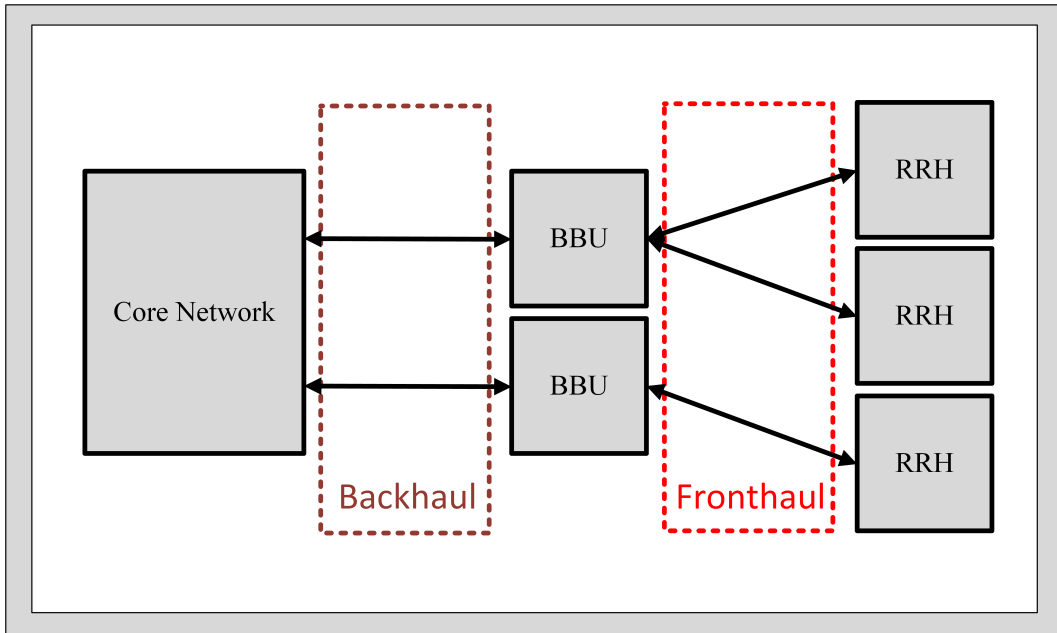 Core Network
Backhaul
BBU
BBU
Fronthaul
RRH
RRH
RRH